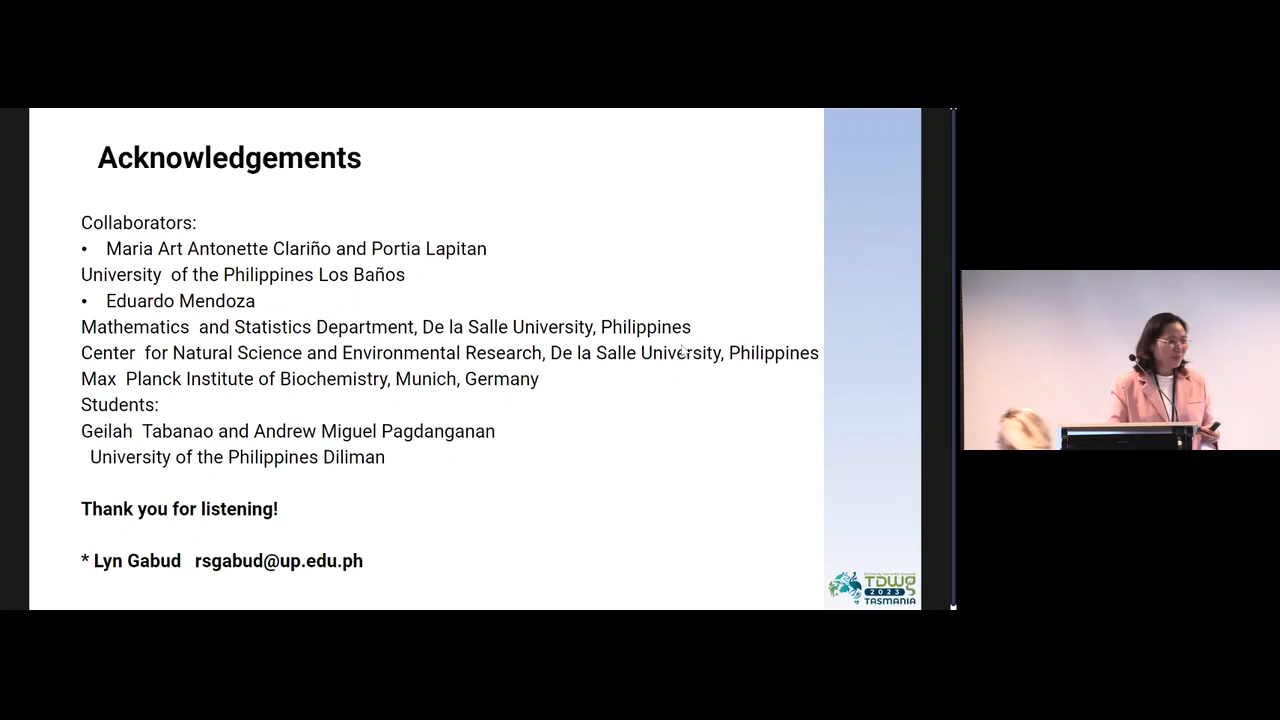 Acknowledgements
Collaborators:
• Maria Art Antonette Clariño and Portia Lapitan
University of the Philippines Los Baños
• Eduardo Mendoza
Mathematics and Statistics Department, De la Salle University, Philippines
Center for Natural Science and Environmental Research, De la Salle University, Philippines
Max Planck Institute of Biochemistry, Munich, Germany
Students:
Geilah Tabanao and Andrew Miguel Pagdanganan
University of the Philippines Diliman
Thank you for listening!
* Lyn Gabud rsgabud@up.edu.ph
TDWG
2023
TASMANIA